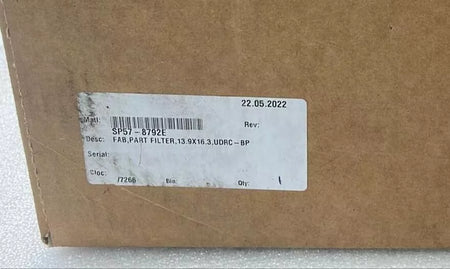 22.05.2022
Matl: Rev:
SP57-8792E
Desc: FAB,PART FILTER,13.9X16.3,UDRC-BP
Serial:
Cloc: /7266 Bin: Qty: 1